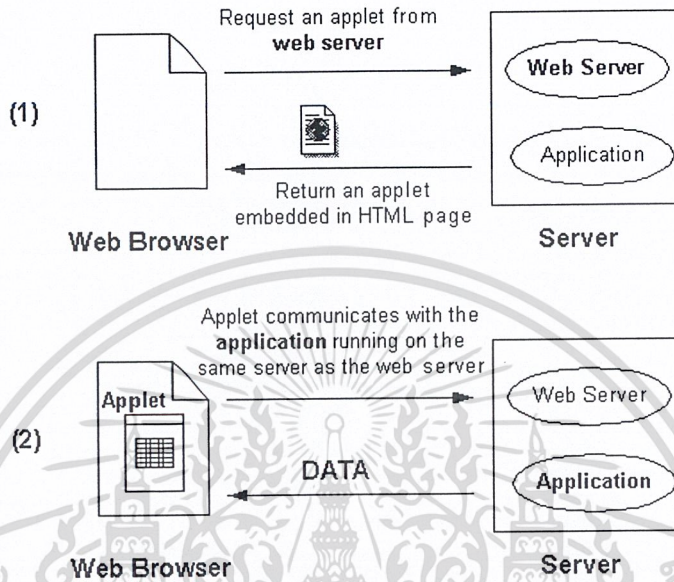 Request an applet from
web server
(1)
Web Server
Application
Return an applet
embedded in HTML page
Web Browser
Server
Applet communicates with the
application running on the
same server as the web server
Applet
(2)
Web Server
DATA
Application
Web Browser
Server